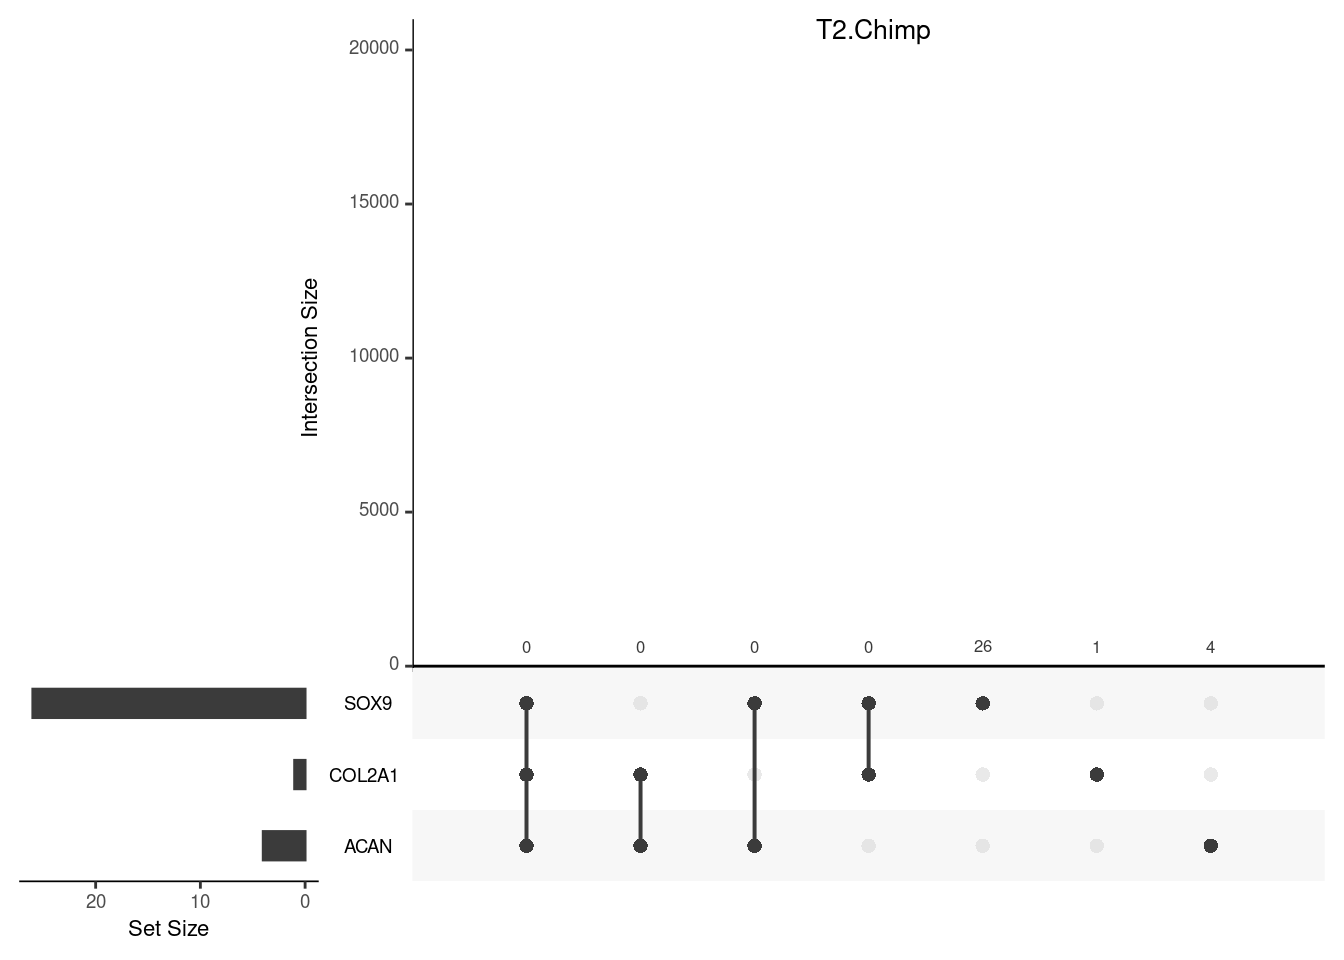 T2.Chimp
20000
15000
10000
5000
0
Intersection Size
0 0 0 0 26 1 4
SOX9
COL2A1
ACAN
20 10 0
Set Size